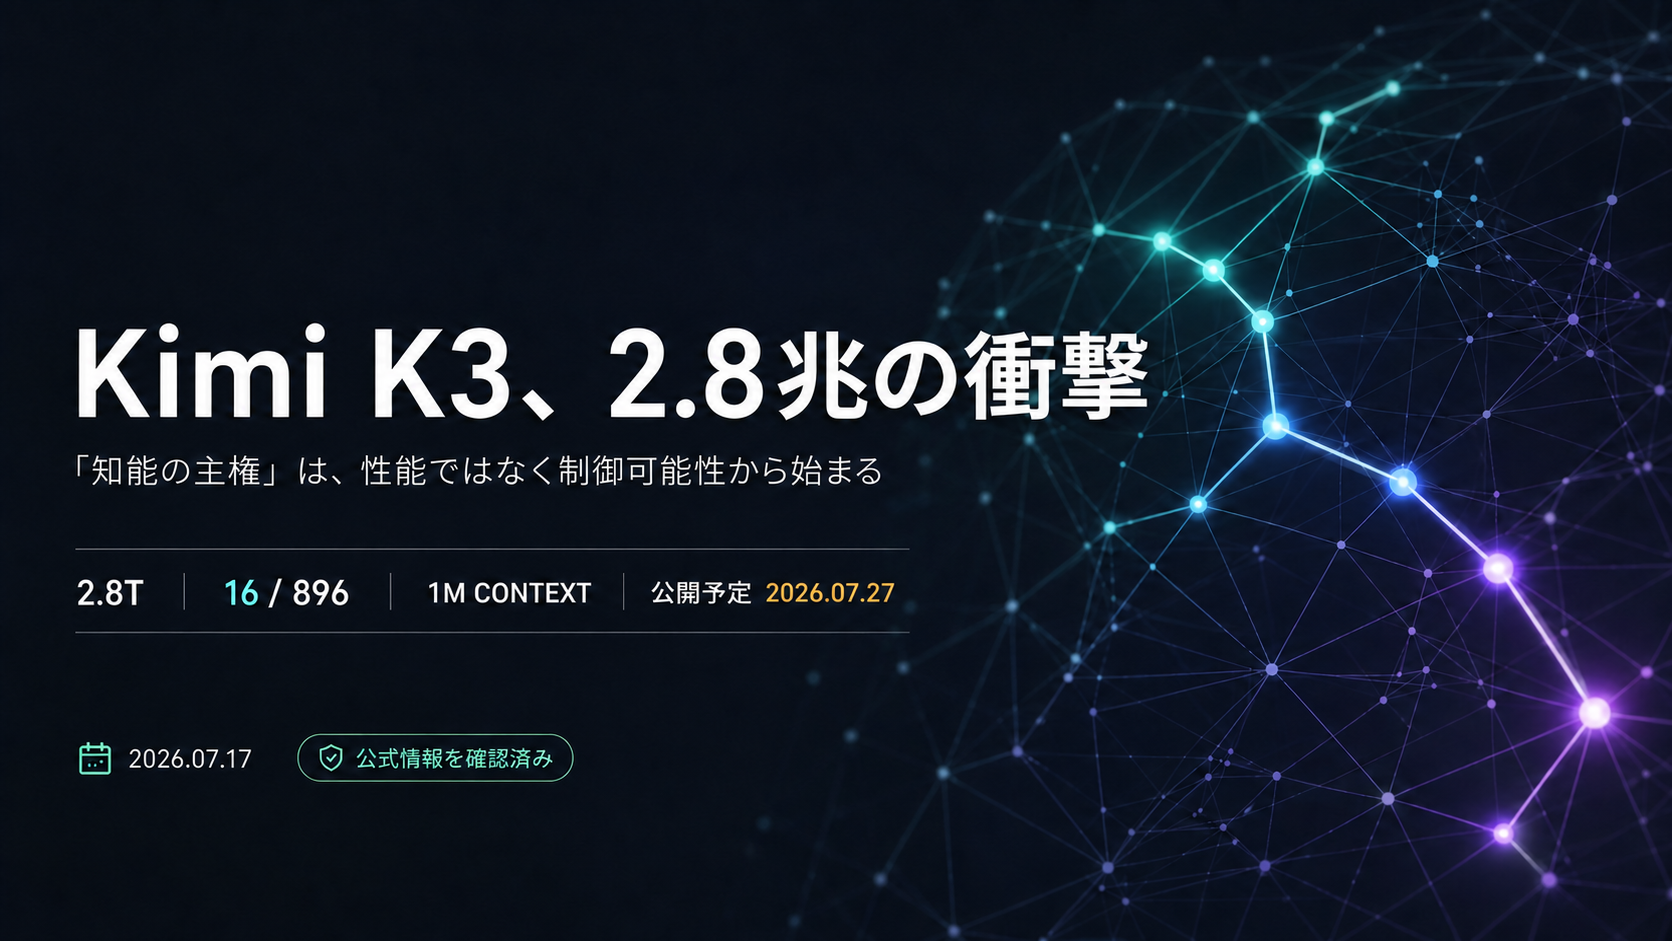 Kimi K3、2.8兆の衝撃
「知能の主権」は、性能ではなく制御可能性から始まる
2.8T 16 / 896 1M CONTEXT 公開予定 2026.07.27
2026.07.17 公式情報を確認済み